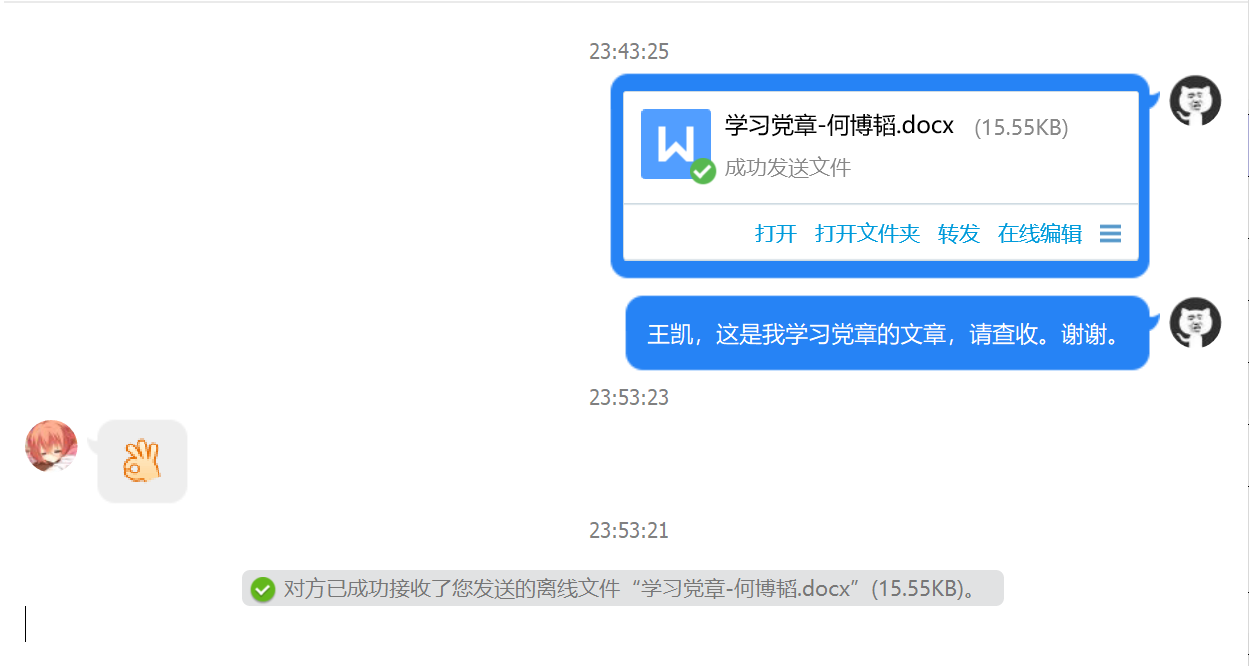 23:43:25
学习党章-何博韬.docx (15.55KB)
成功发送文件
打开 打开文件夹 转发 在线编辑
王凯，这是我学习党章的文章，请查收。谢谢。
23:53:23
23:53:21
对方已成功接收了您发送的离线文件“学习党章-何博韬.docx”(15.55KB)。